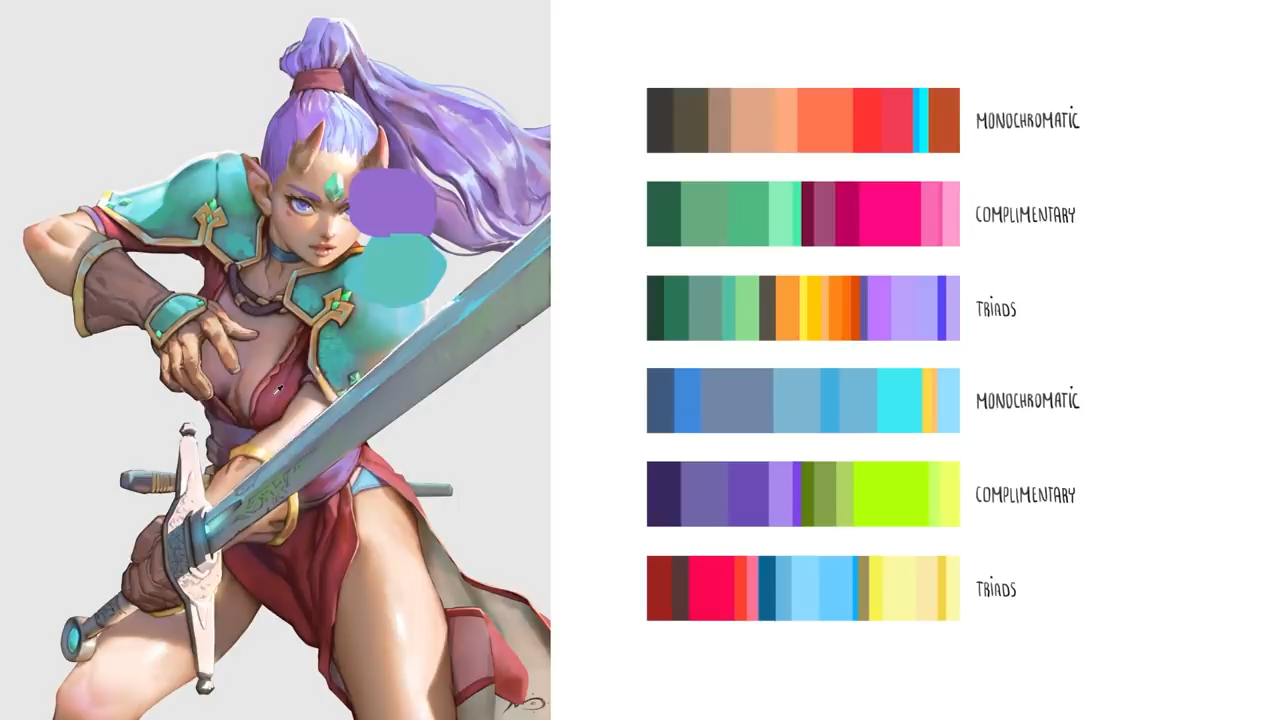 MONOCHROMATIC
COMPLIMENTARY
TRIADS
MONOCHROMATIC
COMPLIMENTARY
TRIADS